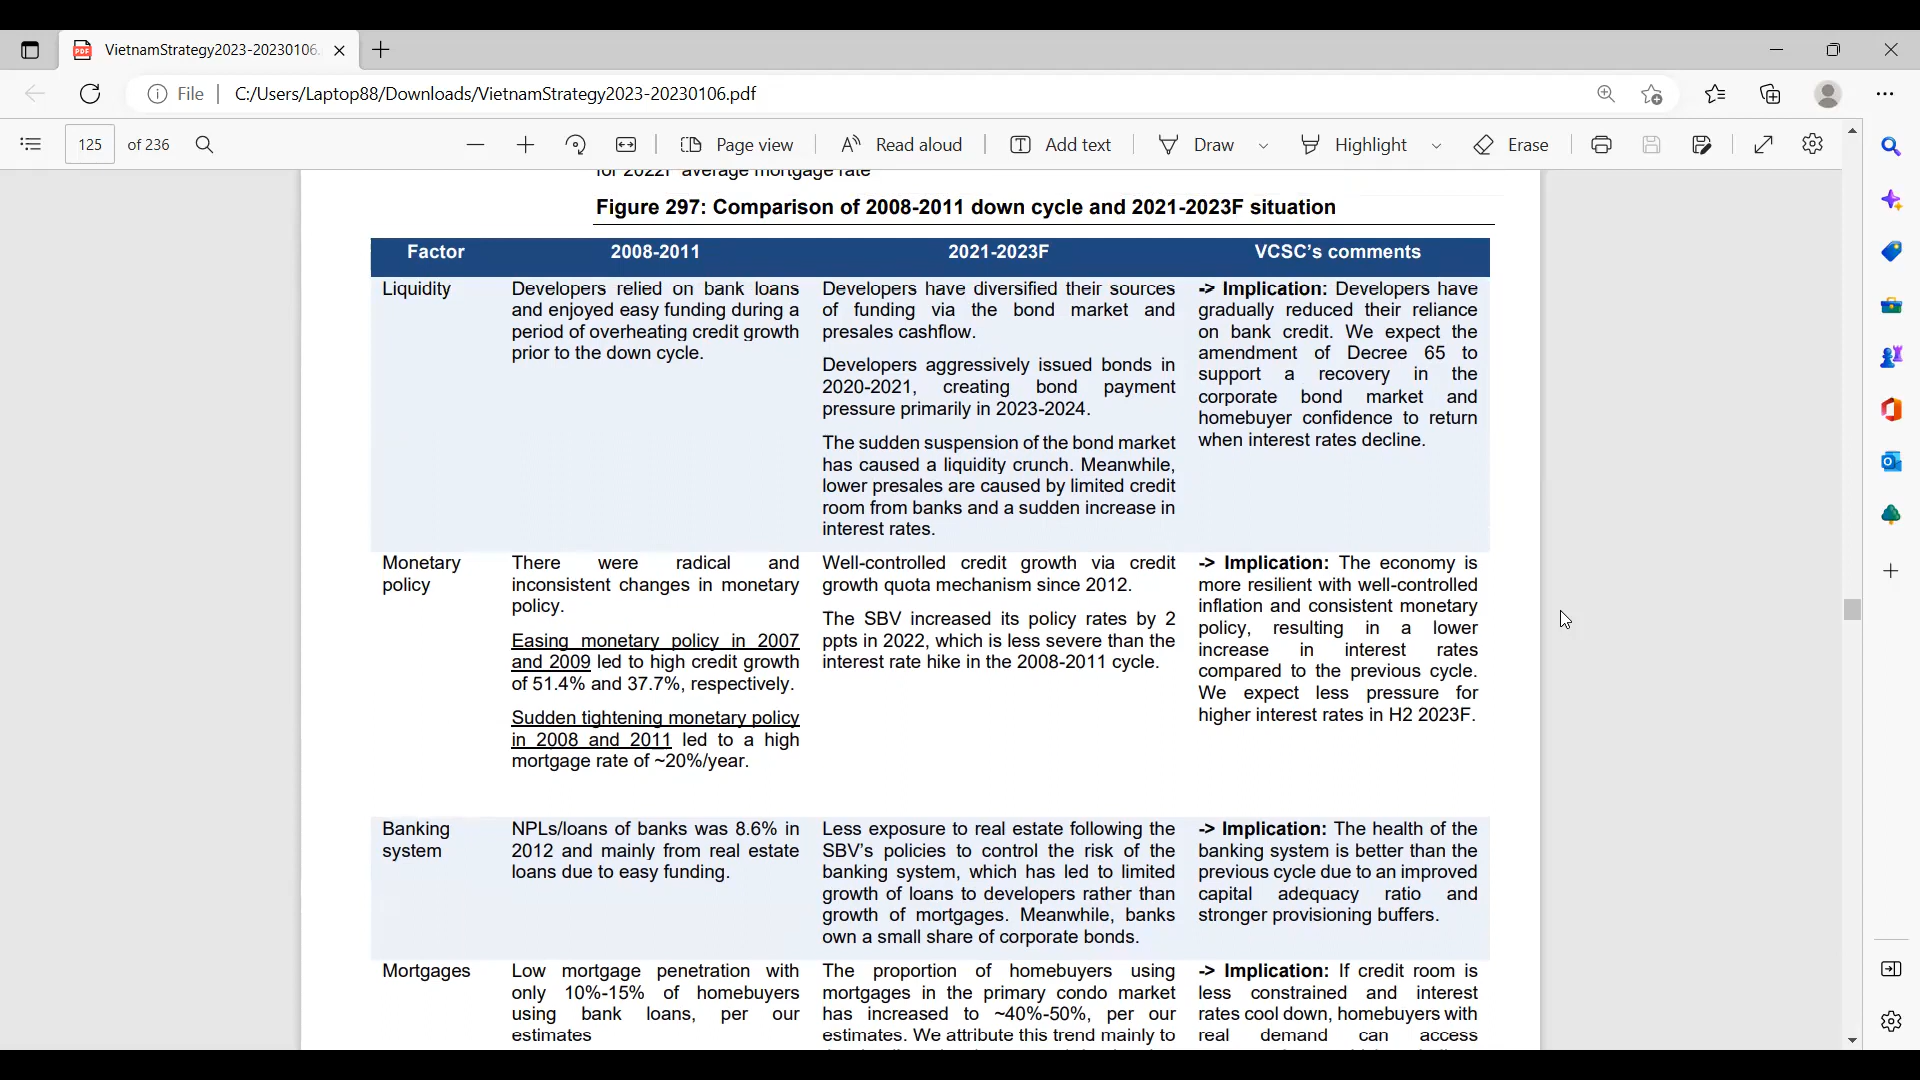 VietnamStrategy2023-20230106.
File
C:/Users/Laptop88/Downloads/VietnamStrategy2023-20230106.pdf
125 of 236
Page view
Read aloud
Add text
Draw
Highlight
Erase
for 2022F average mortgage rate
Figure 297: Comparison of 2008-2011 down cycle and 2021-2023F situation
Factor
2008-2011
2021-2023F
VCSC's comments
Liquidity
Developers relied on bank loans
and enjoyed easy funding during a
period of overheating credit growth
prior to the down cycle.
Developers have diversified their sources
of funding via the bond market and
presales cashflow.
Developers aggressively issued bonds in
2020-2021, creating bond payment
pressure primarily in 2023-2024.
The sudden suspension of the bond market
has caused a liquidity crunch. Meanwhile,
lower presales are caused by limited credit
room from banks and a sudden increase in
interest rates.
-> Implication: Developers have
gradually reduced their reliance
on bank credit. We expect the
amendment of Decree 65 to
support a recovery in the
corporate bond market and
homebuyer confidence to return
when interest rates decline.
Monetary
policy
There were radical and
inconsistent changes in monetary
policy.
Easing monetary policy in 2007
and 2009 led to high credit growth
of 51.4% and 37.7%, respectively.
Sudden tightening monetary policy
in 2008 and 2011 led to a high
mortgage rate of ~20%/year.
Well-controlled credit growth via credit
growth quota mechanism since 2012.
The SBV increased its policy rates by 2
ppts in 2022, which is less severe than the
interest rate hike in the 2008-2011 cycle.
-> Implication: The economy is
more resilient with well-controlled
inflation and consistent monetary
policy, resulting in a lower
increase in interest rates
compared to the previous cycle.
We expect less pressure for
higher interest rates in H2 2023F.
Banking
system
NPLs/loans of banks was 8.6% in
2012 and mainly from real estate
loans due to easy funding.
Less exposure to real estate following the
SBV's policies to control the risk of the
banking system, which has led to limited
growth of loans to developers rather than
growth of mortgages. Meanwhile, banks
own a small share of corporate bonds.
-> Implication: The health of the
banking system is better than the
previous cycle due to an improved
capital adequacy ratio and
stronger provisioning buffers.
Mortgages
Low mortgage penetration with
only 10%-15% of homebuyers
using bank loans, per our
estimates
The proportion of homebuyers using
mortgages in the primary condo market
has increased to ~40%-50%, per our
estimates. We attribute this trend mainly to
-> Implication: If credit room is
less constrained and interest
rates cool down, homebuyers with
real demand can access